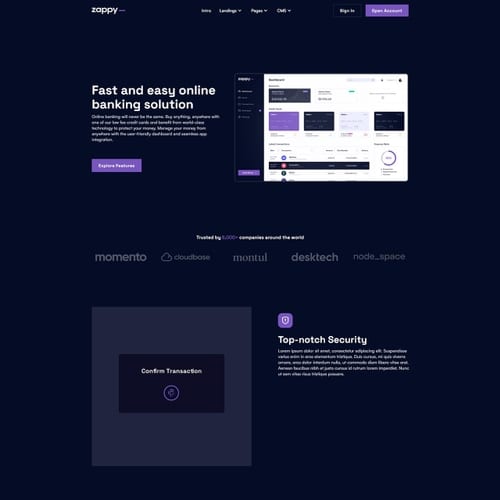 zappy
Intro Landings Pages CMS Sign In Open Account
Fast and easy online
banking solution
Online banking will never be the same. Buy anything, anywhere with
one of our low fee credit cards and benefit from world-class
technology to protect your money. Manage your money from
anywhere with the user-friendly dashboard and seamless app
integration.
Explore Features
zappy
Dashboard
Trusted by 5,000+ companies around the world
momento cloudbase montul desktech node_space
Top-notch Security
Lorem ipsum dolor sit amet, consectetur adipiscing elit. Suspendisse
varius enim in eros elementum tristique. Duis cursus, mi quis viverra
ornare, eros dolor interdum nulla, ut commodo diam libero vitae erat.
Aenean faucibus nibh et justo cursus id rutrum lorem imperdiet. Nunc
ut sem vitae risus tristique posuere.
Confirm Transaction